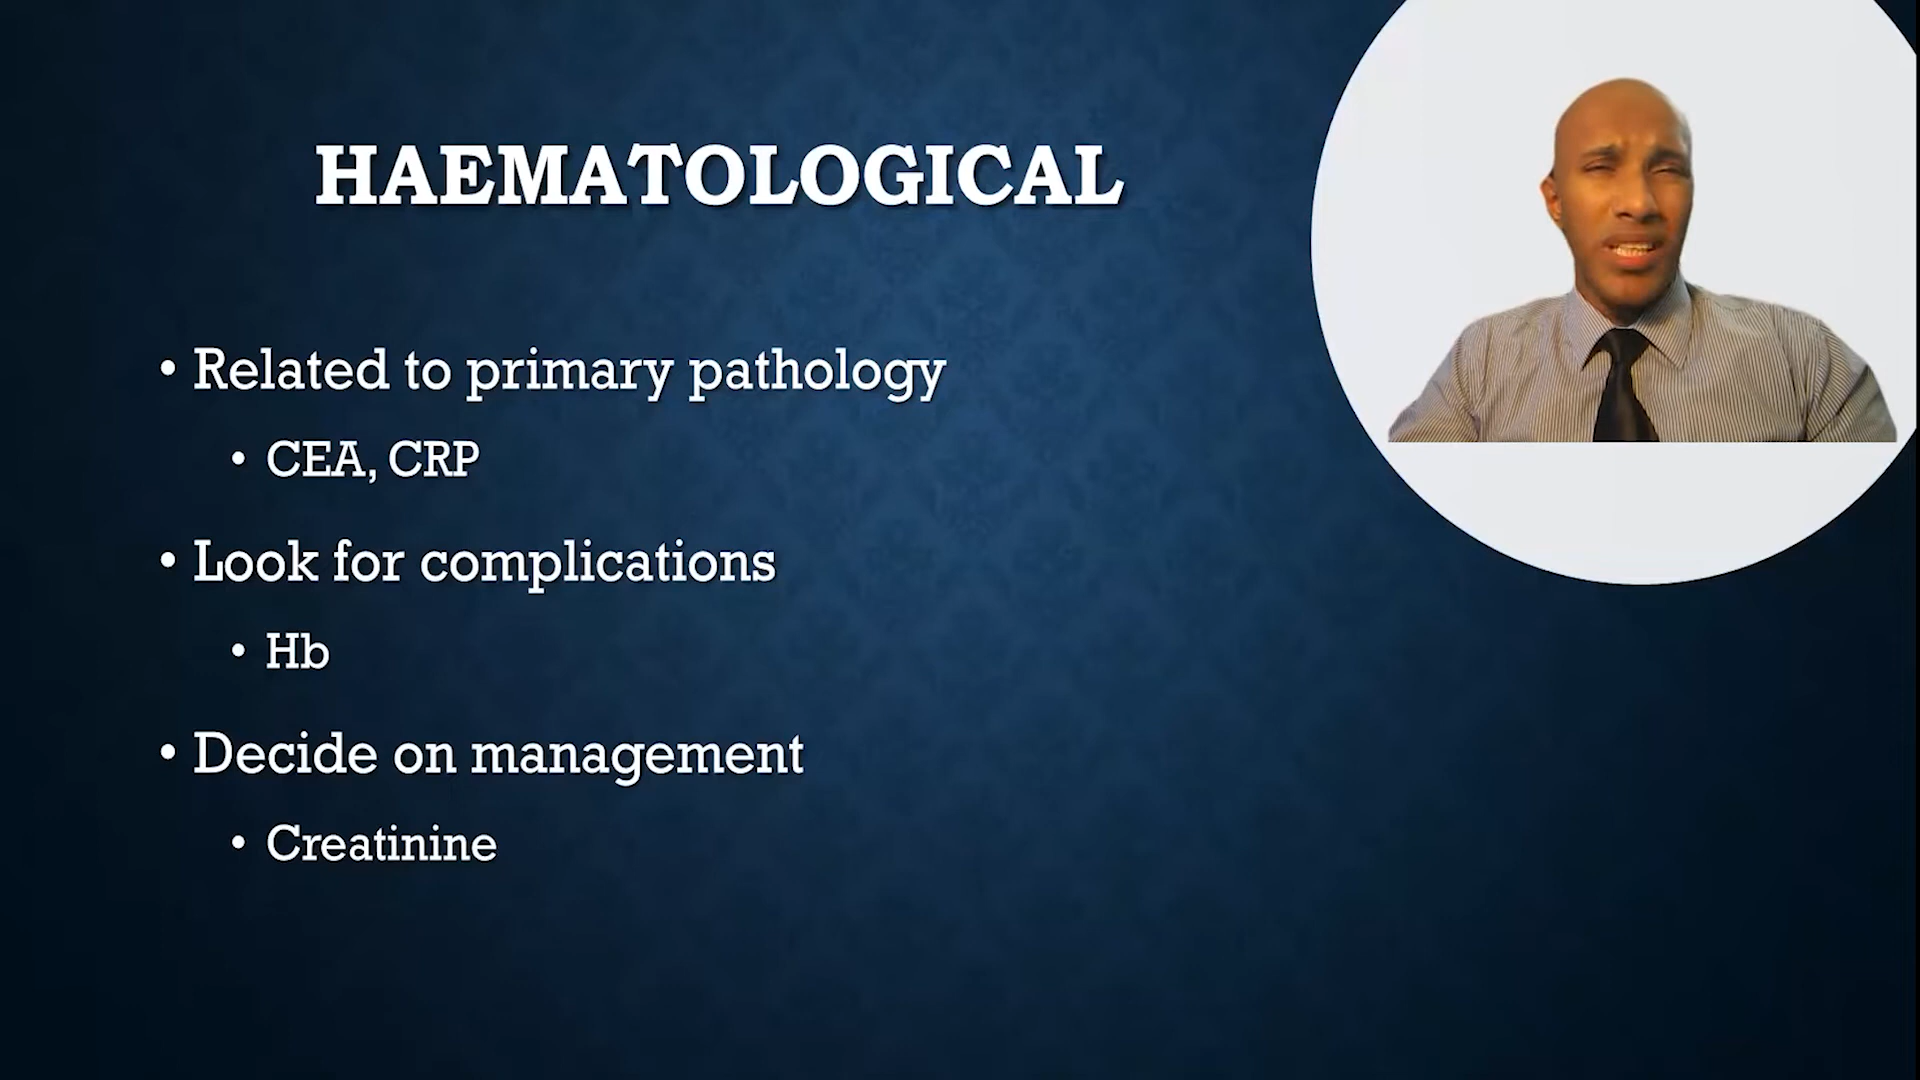 HAEMATOLOGICAL
• Related to primary pathology
• CEA, CRP
• Look for complications
• Hb
• Decide on management
• Creatinine